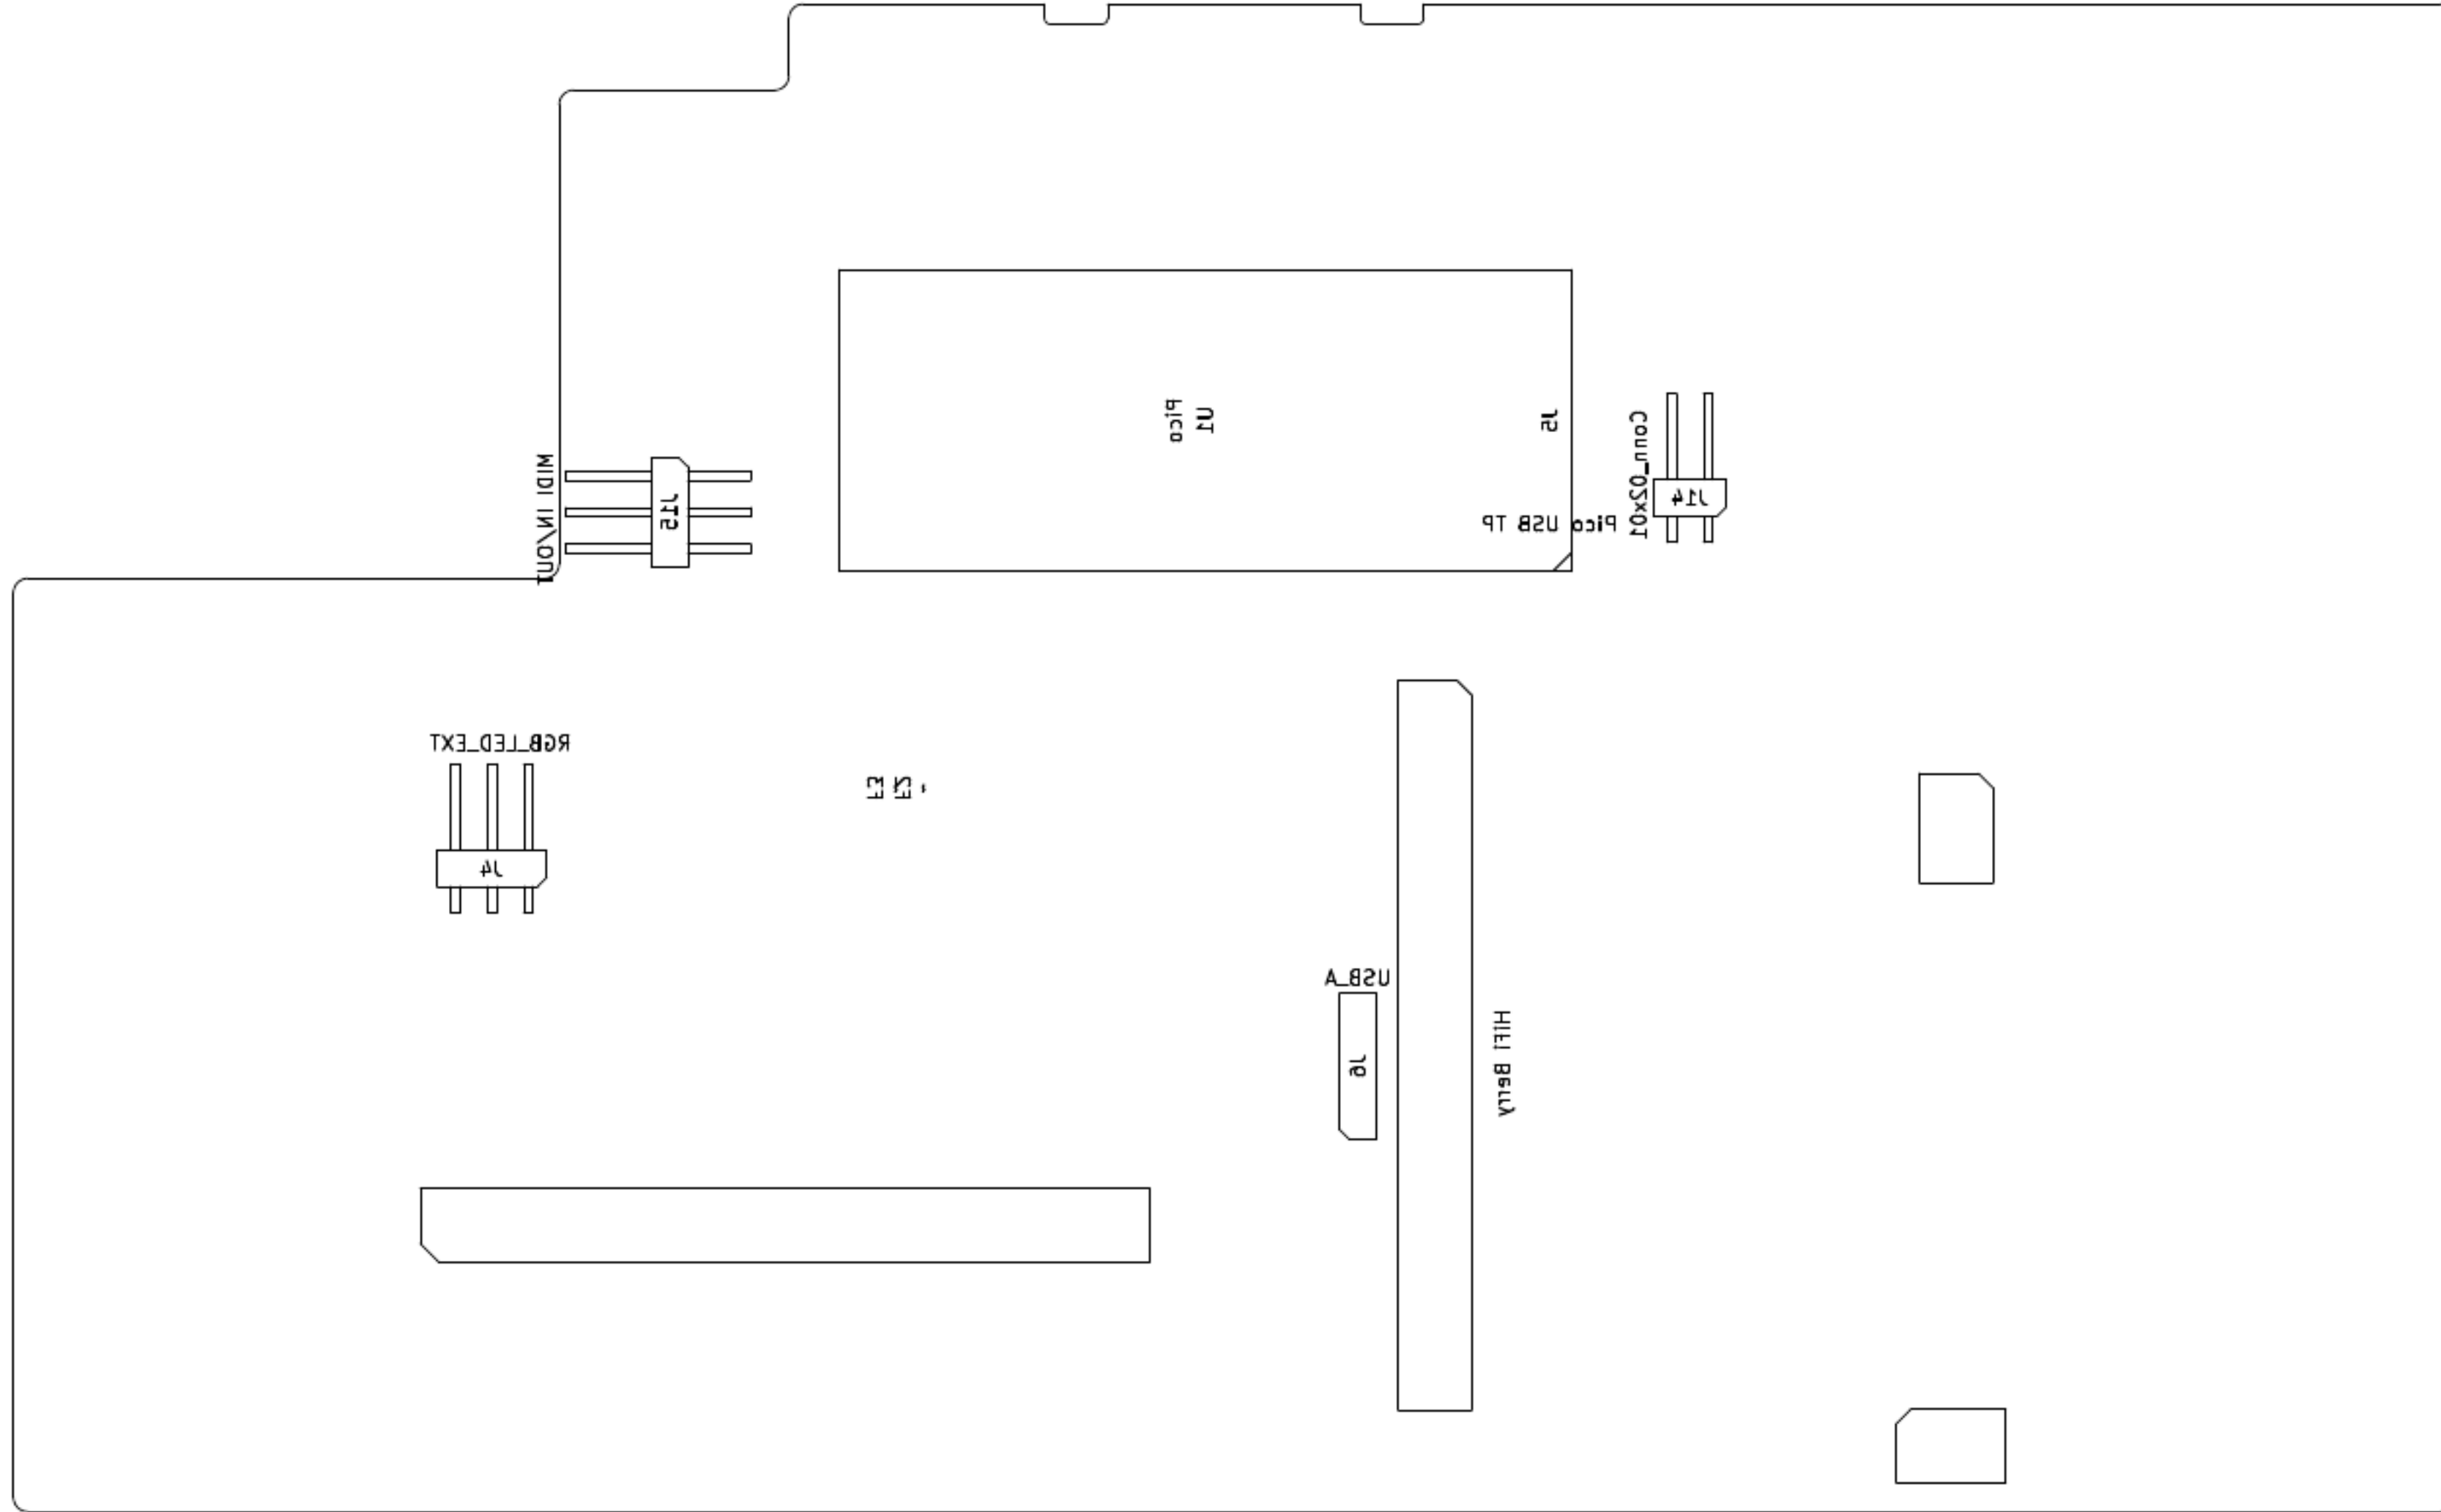 Pico
U1
J5
Conn_02x01
J14
Pico USB TP
MIDI IN/OUT
J15
RGB_LED_EXT
J4
USB_A
J6
HiFi Berry